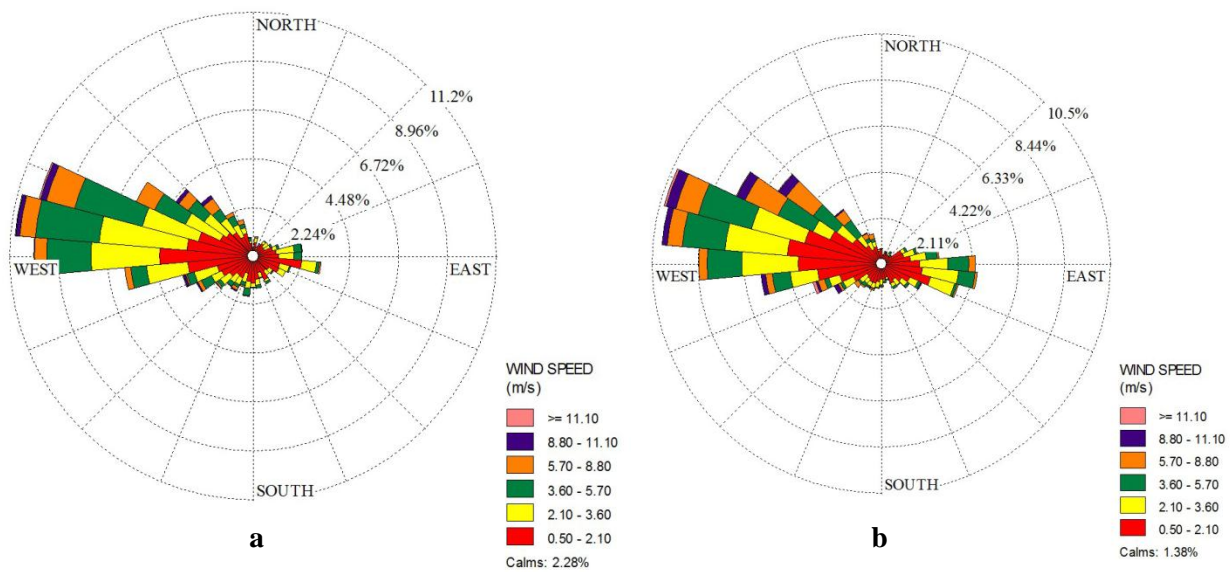 NORTH
11.2%
8.96%
6.72%
4.48%
2.24%
WEST
EAST
SOUTH
WIND SPEED
(m/s)
>= 11.10
8.80 - 11.10
5.70 - 8.80
3.60 - 5.70
2.10 - 3.60
0.50 - 2.10
Calms: 2.28%
a
NORTH
10.5%
8.44%
6.33%
4.22%
2.11%
WEST
EAST
SOUTH
WIND SPEED
(m/s)
>= 11.10
8.80 - 11.10
5.70 - 8.80
3.60 - 5.70
2.10 - 3.60
0.50 - 2.10
Calms: 1.38%
b